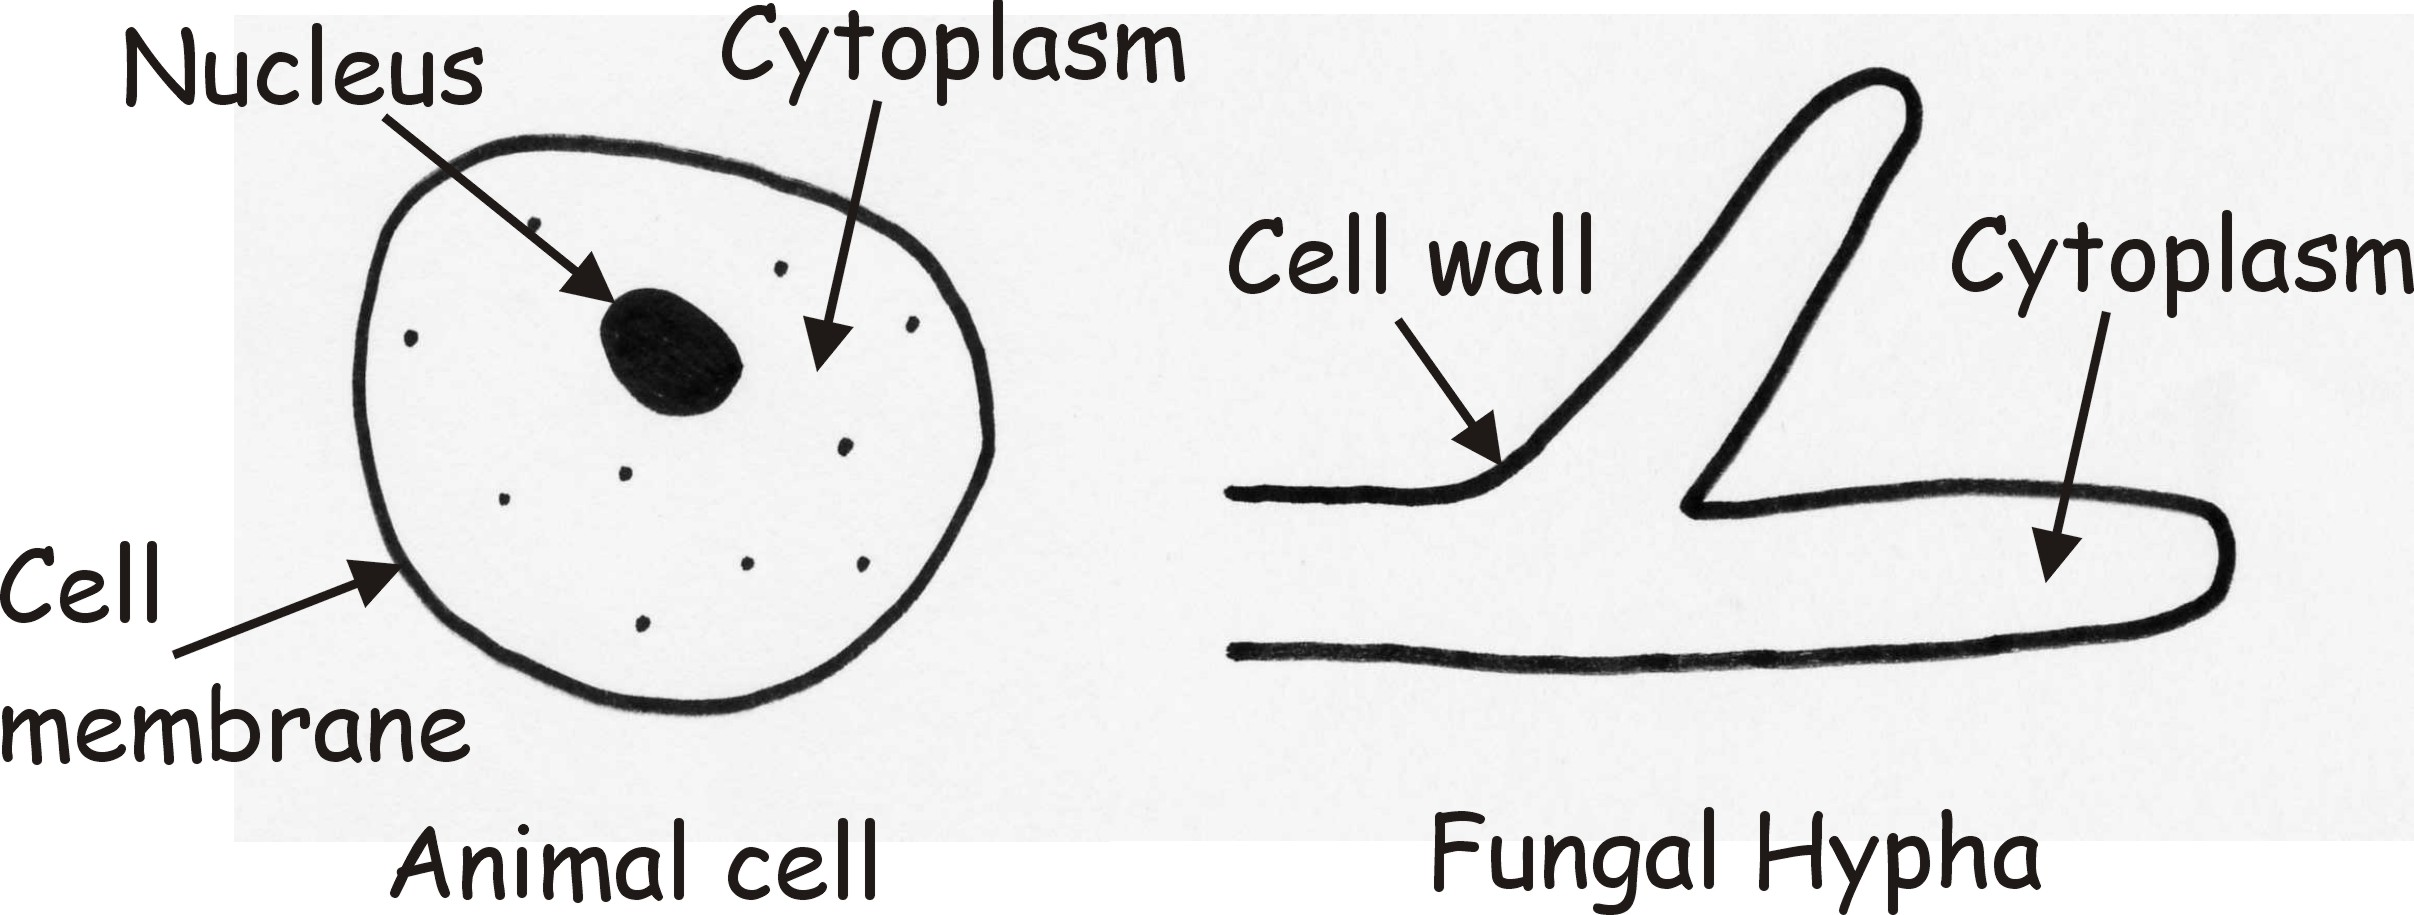 Nucleus
Cytoplasm
Cell wall
Cytoplasm
Cell
membrane
Animal cell
Fungal Hypha